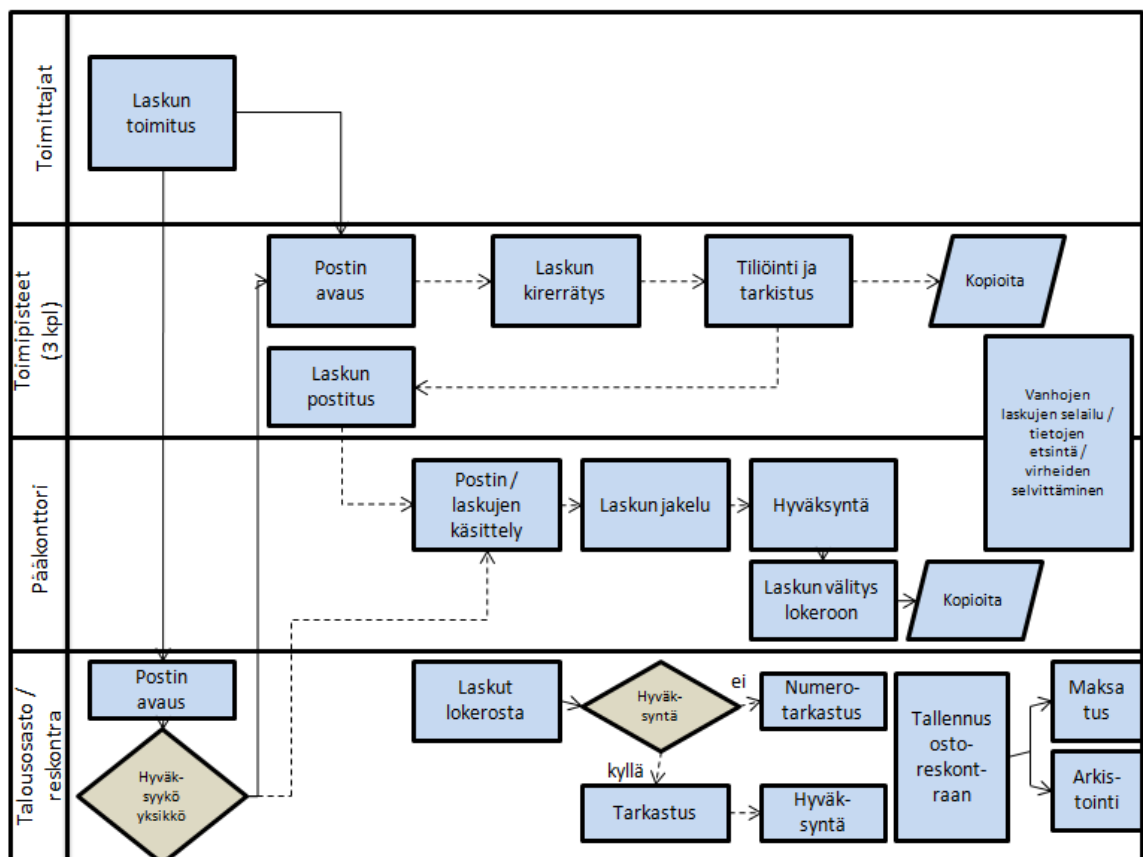 Toimittajat
Laskun
toimitus
Toimipisteet
(3 kpl)
Postin
avaus
Laskun
kirerrätys
Tiliöinti ja
tarkistus
Kopioita
Laskun
postitus
Vanhojen
laskujen selailu /
tietojen
etsintä /
virheiden
selvittäminen
Pääkonttori
Postin /
laskujen
käsittely
Laskun jakelu
Hyväksyntä
Laskun välitys
lokeroon
Kopioita
Talousosasto /
reskontra
Postin
avaus
Hyväk-
syykö
yksikkö
Laskut
lokerosta
Hyväk-
syntä
ei
Numero-
tarkastus
kyllä
Tarkastus
Hyväk-
syntä
Tallennus
osto-
reskont-
raan
Maksa
tus
Arkis-
tointi